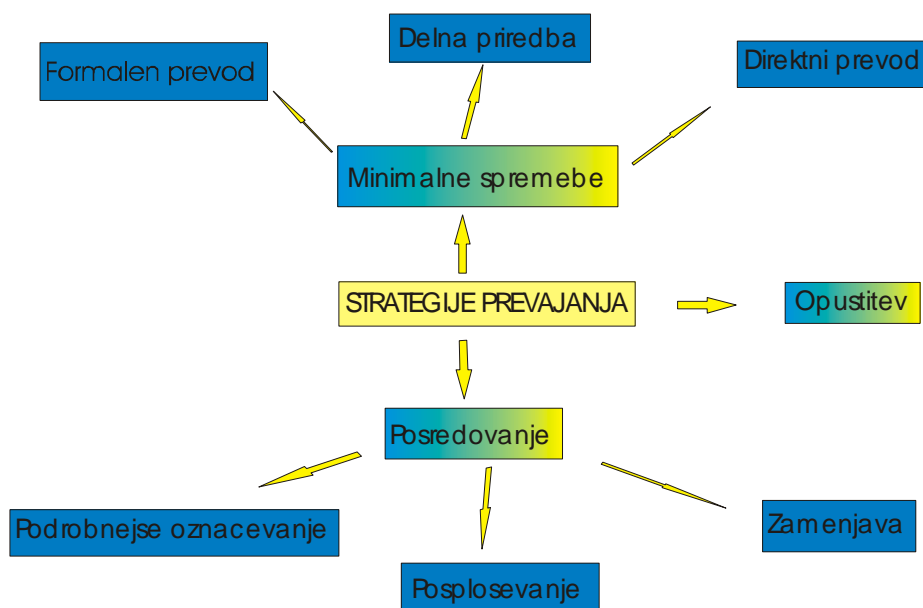 Delna priredba
Formalen prevod
Direktni prevod
Minimalne spremebe
STRATEGIJE PREVAJANJA
Opustitev
Posredovanje
Podrobnejse oznacevanje
Zamenjava
Posplosevanje